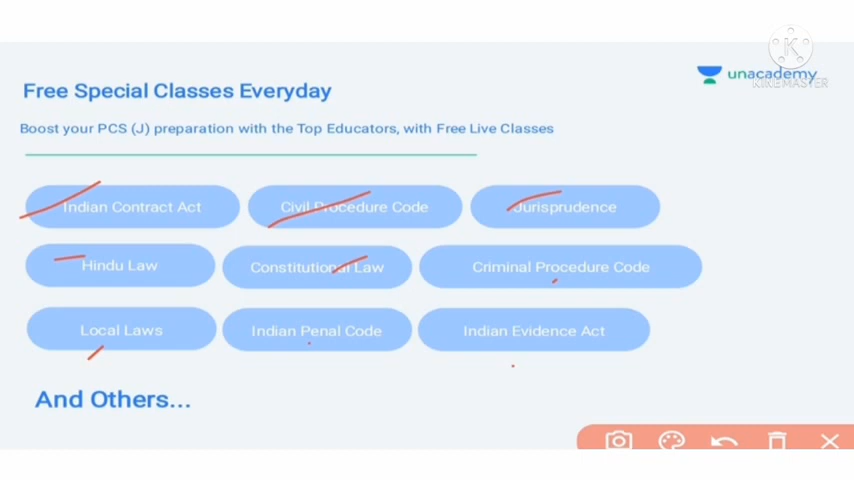 unacademy
KINEMASTER
Free Special Classes Everyday
Boost your PCS (J) preparation with the Top Educators, with Free Live Classes
Indian Contract Act
Civil Procedure Code
Jurisprudence
Hindu Law
Constitutional Law
Criminal Procedure Code
Local Laws
Indian Penal Code
Indian Evidence Act
And Others...